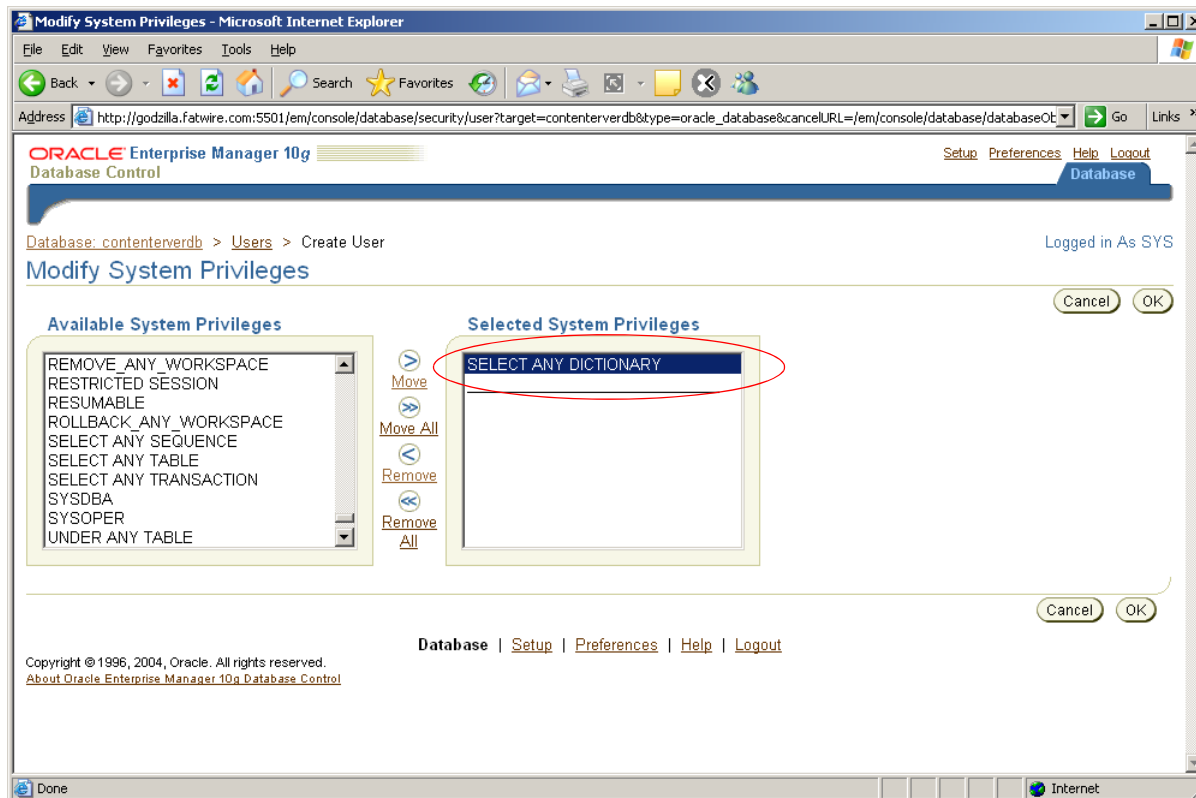 Modify System Privileges - Microsoft Internet Explorer
File Edit View Favorites Tools Help
Back Search Favorites
Address http://godzilla.fatwire.com:5501/em/console/database/security/user?target=contenterverdb&type=oracle_database&cancelURL=/em/console/database/databaseOb Go Links »
ORACLE Enterprise Manager 10g
Database Control
Setup Preferences Help Logout
Database
Database: contenterverdb > Users > Create User
Logged in As SYS
Modify System Privileges
Cancel OK
Available System Privileges
Selected System Privileges
REMOVE_ANY_WORKSPACE
RESTRICTED SESSION
RESUMABLE
ROLLBACK_ANY_WORKSPACE
SELECT ANY SEQUENCE
SELECT ANY TABLE
SELECT ANY TRANSACTION
SYSDBA
SYSOPER
UNDER ANY TABLE
Move
Move All
Remove
Remove
All
SELECT ANY DICTIONARY
Cancel OK
Database | Setup | Preferences | Help | Logout
Copyright © 1996, 2004, Oracle. All rights reserved.
About Oracle Enterprise Manager 10g Database Control
Done
Internet